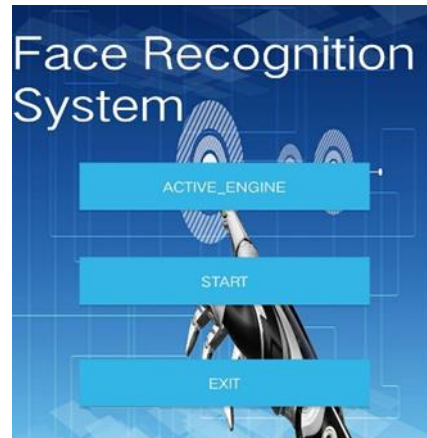 Face Recognition
System
ACTIVE_ENGINE
START
EXIT